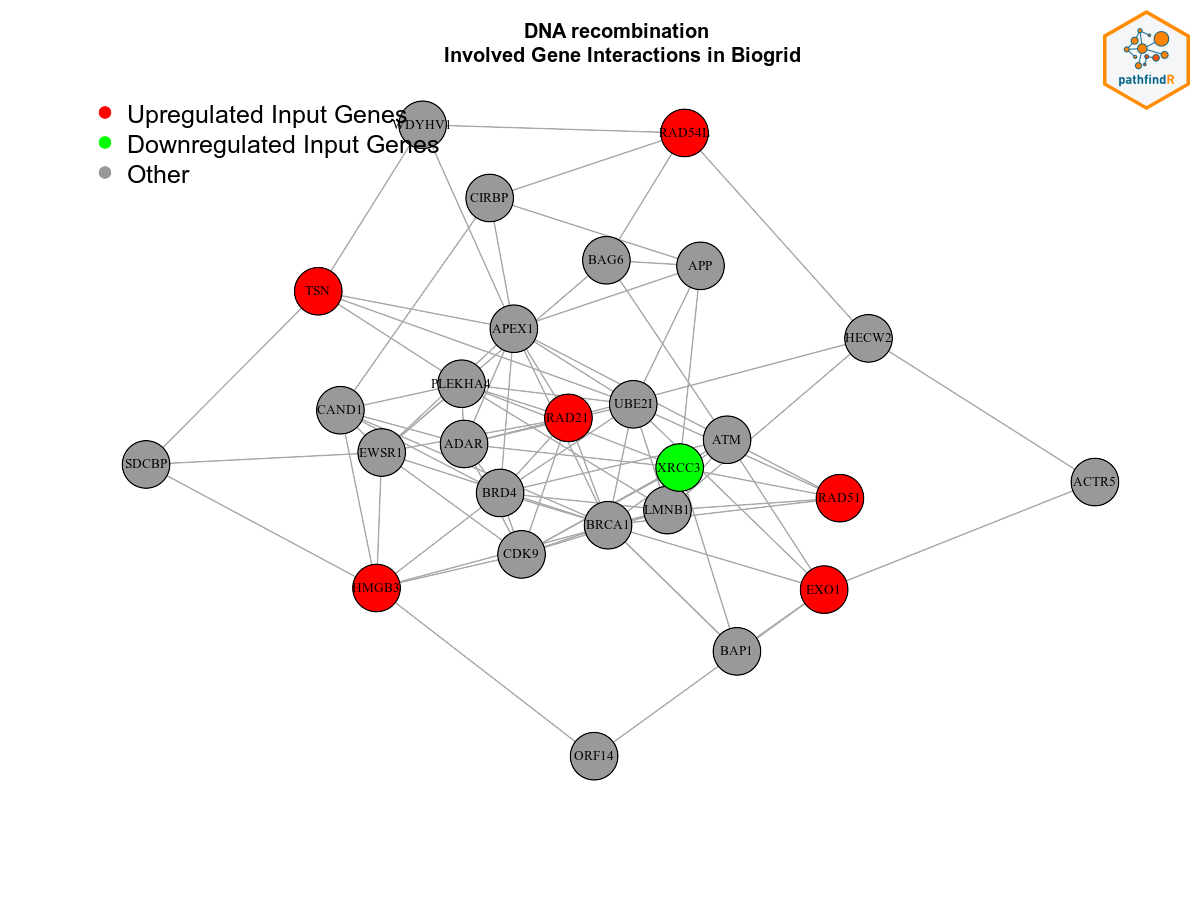 DNA recombination
Involved Gene Interactions in Biogrid
pathfindR
Upregulated Input Genes
Downregulated Input Genes
Other
WDYHV1
RAD54L
CIRBP
BAG6
APP
TSN
APEX1
HECW2
PLEKHA4
CAND1
UBE2I
RAD21
EWSR1
ADAR
ATM
SDCBP
XRCC3
ACTR5
BRD4
RAD51
LMNB1
BRCA1
CDK9
HMGB3
EXO1
BAP1
ORF14